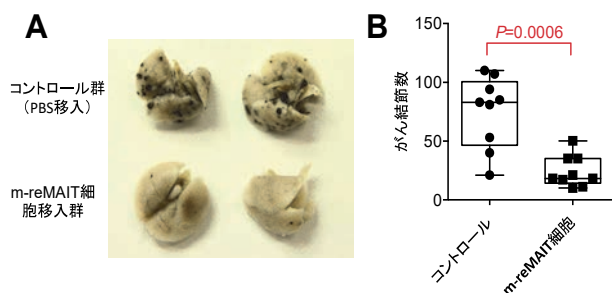 A
コントロール群
（PBS移入）
m-reMAIT細
胞移入群
B
P=0.0006
150
100
50
0
がん結節数
コントロール
m-reMAIT細胞